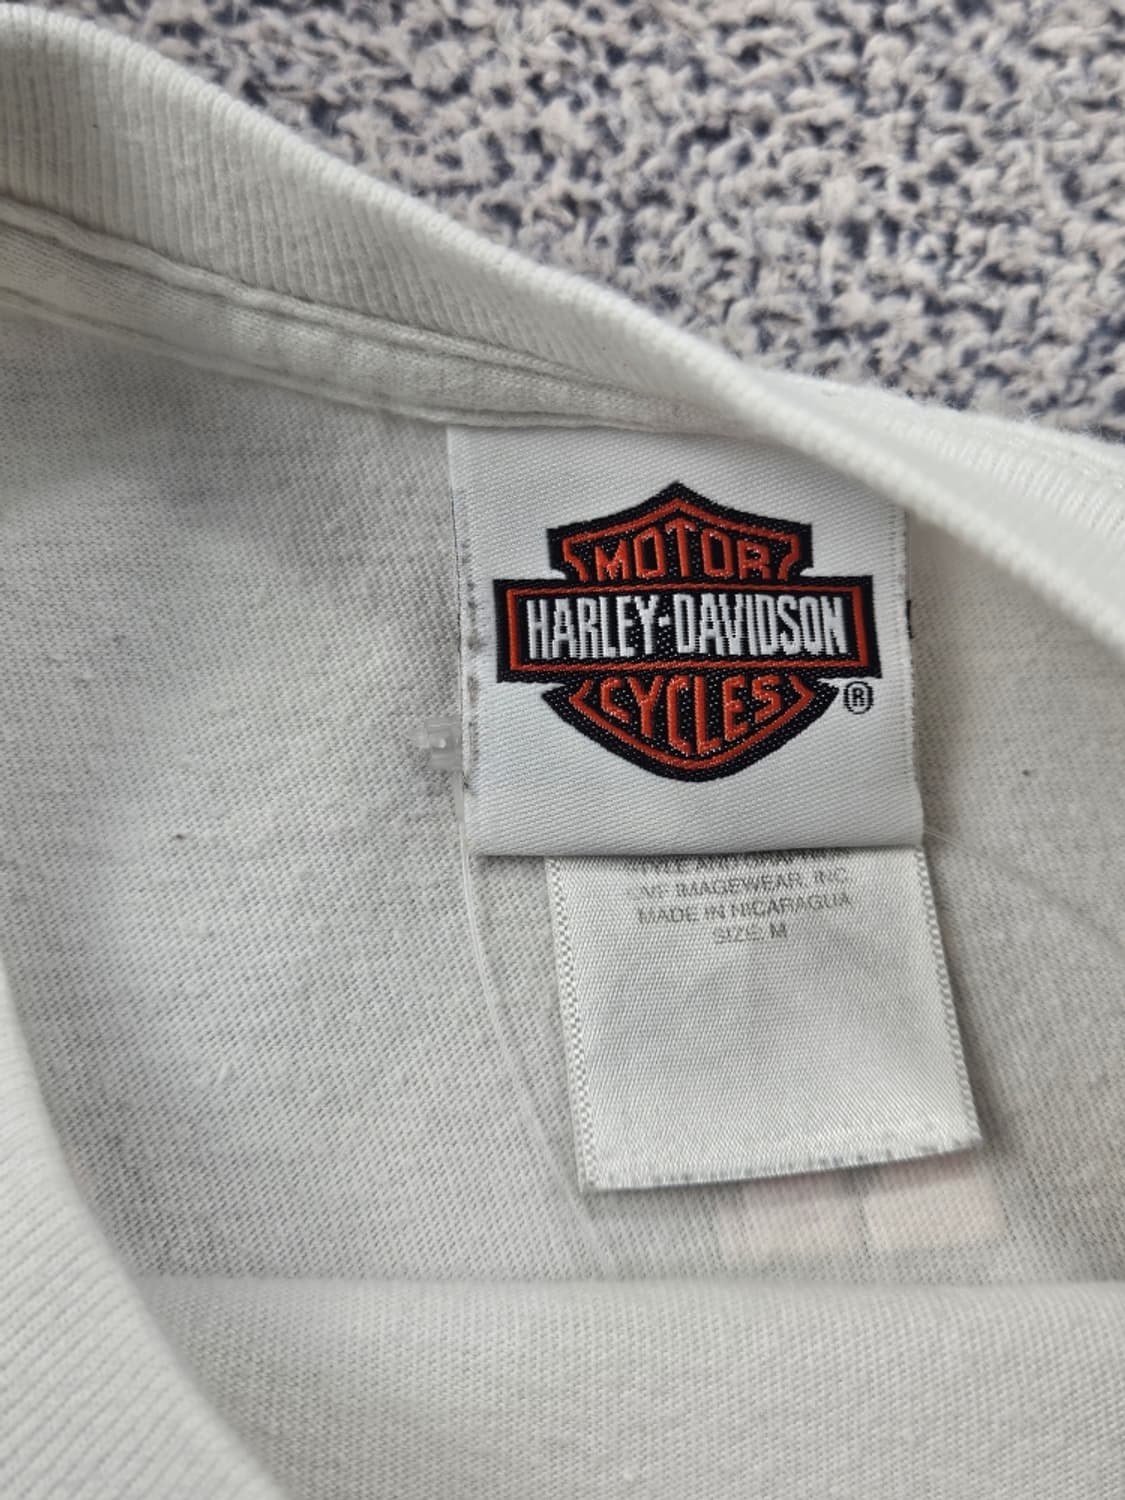 MOTOR
HARLEY-DAVIDSON
CYCLES
®
VF IMAGEWEAR, INC.
MADE IN NICARAGUA
SIZE: M